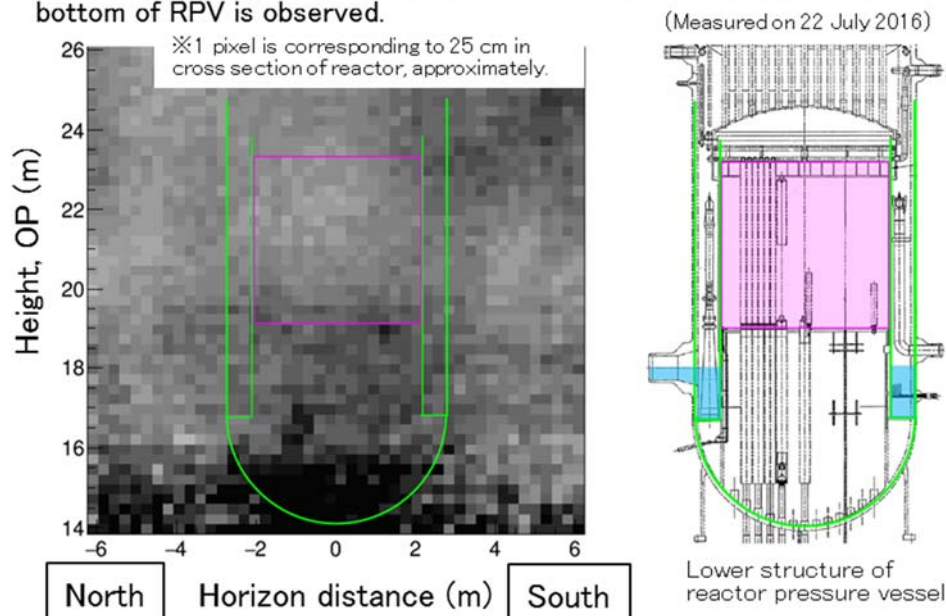 bottom of RPV is observed.
※1 pixel is corresponding to 25 cm in
cross section of reactor, approximately.
(Measured on 22 July 2016)
Height, OP (m)
26
24
22
20
18
16
14
-6
-4
-2
0
2
4
6
North
Horizon distance (m)
South
Lower structure of
reactor pressure vessel